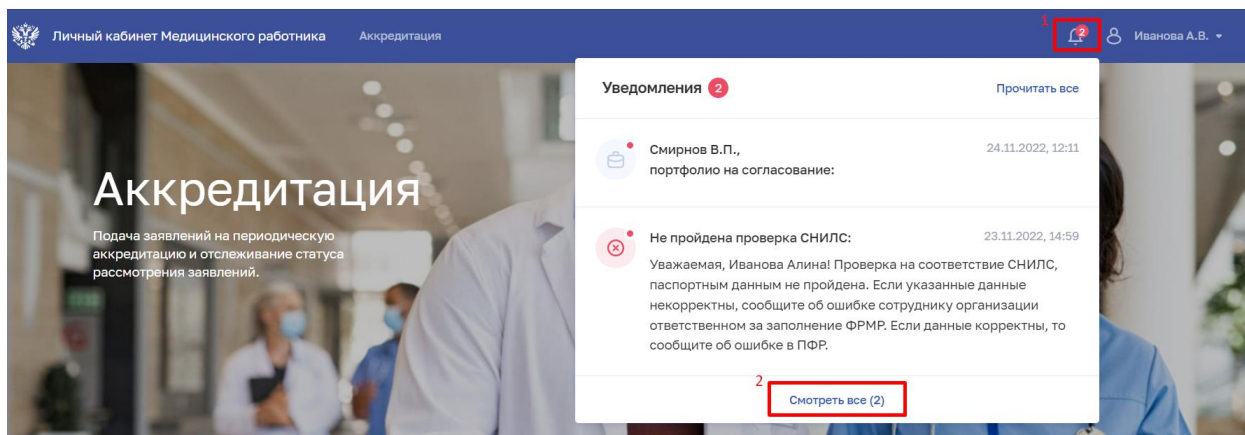 1
Личный кабинет Медицинского работника Аккредитация 2 Иванова А.В.
Уведомления 2 Прочитать все
Смирнов В.П., 24.11.2022, 12:11
портфолио на согласование:
Аккредитация
Подача заявлений на периодическую
аккредитацию и отслеживание статуса
рассмотрения заявлений.
Не пройдена проверка СНИЛС: 23.11.2022, 14:59
Уважаемая, Иванова Алина! Проверка на соответствие СНИЛС,
паспортным данным не пройдена. Если указанные данные
некорректны, сообщите об ошибке сотруднику организации
ответственном за заполнение ФРМР. Если данные корректны, то
сообщите об ошибке в ПФР.
2
Смотреть все (2)